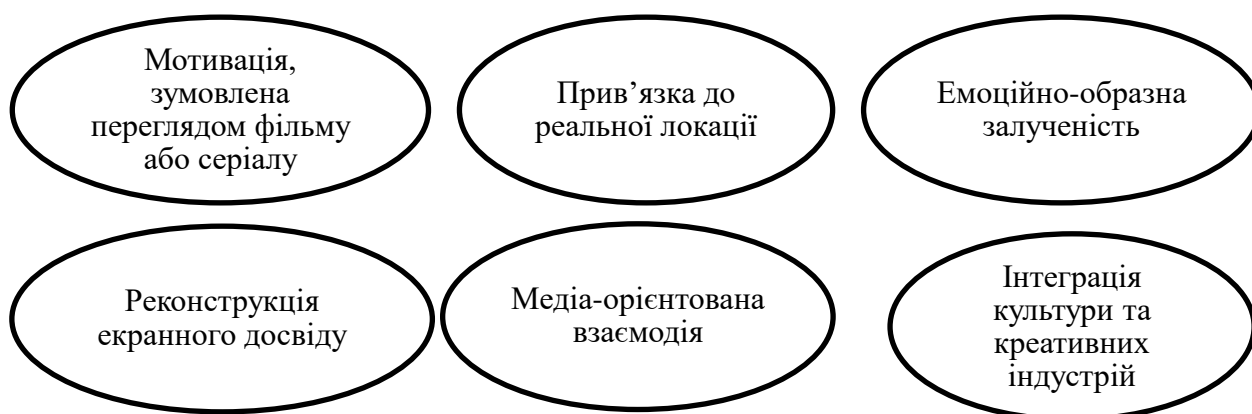 Мотивація,
зумовлена
переглядом фільму
або серіалу
Прив’язка до
реальної локації
Емоційно-образна
залученість
Реконструкція
екранного досвіду
Медіа-орієнтована
взаємодія
Інтеграція
культури та
креативних
індустрій